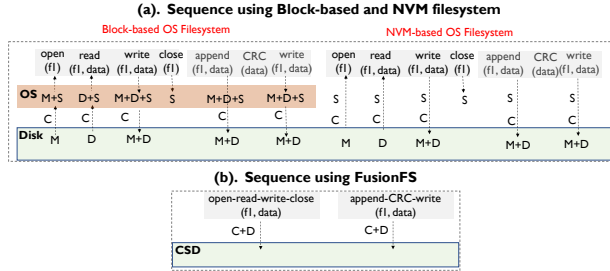 (a). Sequence using Block-based and NVM filesystem
Block-based OS Filesystem
NVM-based OS Filesystem
open read write close append CRC write open read write close append CRC write
(f1) (f1, data) (f1, data) (f1) (f1, data) (data) (f1, data) (f1) (f1, data) (f1, data) (f1) (f1, data) (data) (f1, data)
OS M+S D+S M+D+S S M+D+S M+D+S S S S S S S
C C C C C C C C C C
Disk M D M+D M+D M+D M D M+D M+D M+D
(b). Sequence using FusionFS
open-read-write-close append-CRC-write
(f1, data) (f1, data)
C+D C+D
CSD